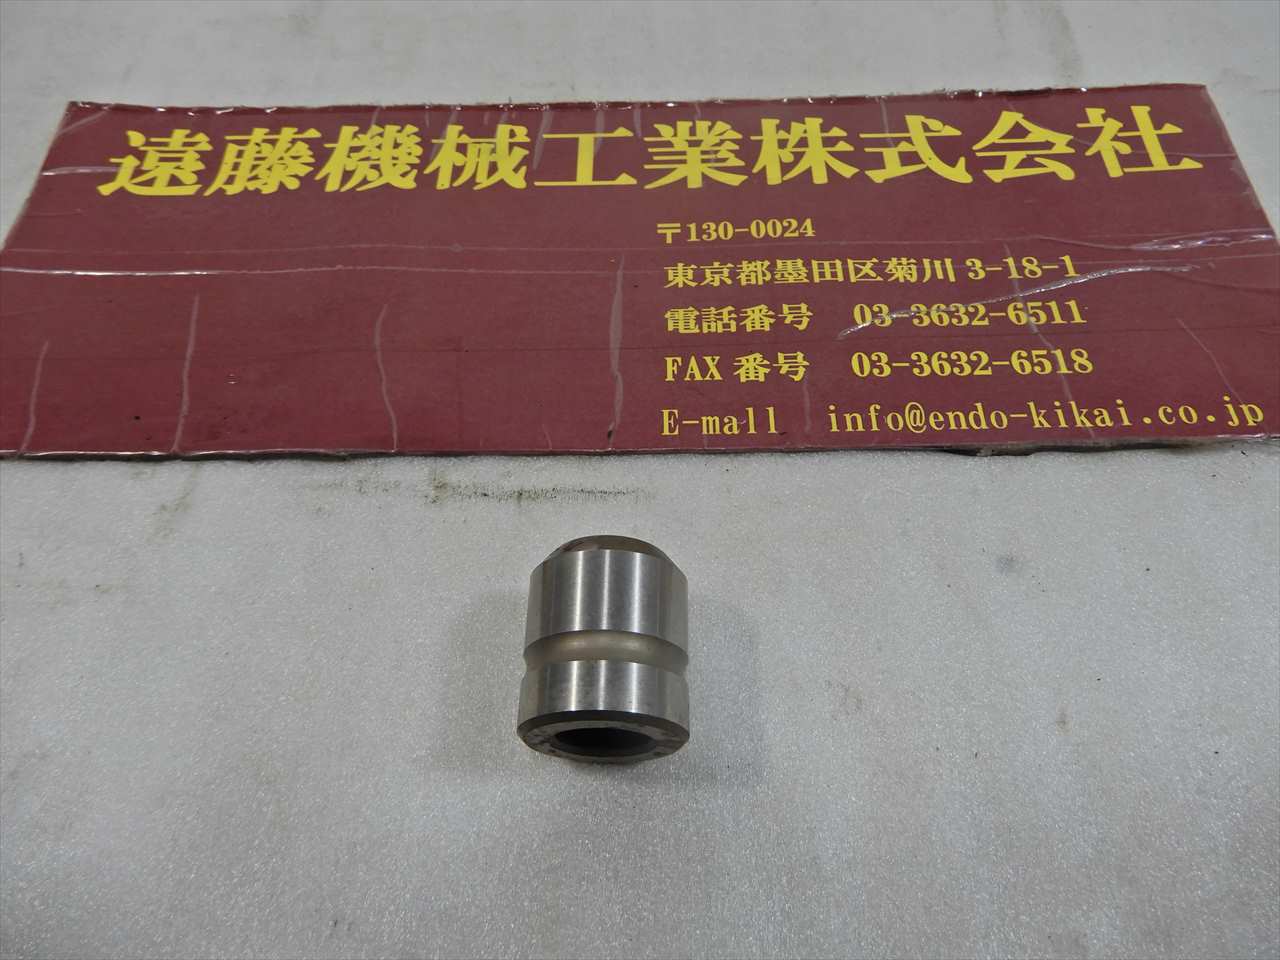 遠藤機械工業株式会社
〒130-0024
東京都墨田区菊川 3-18-1
電話番号 03-3632-6511
FAX 番号 03-3632-6518
E-mall info@endo-kikai.co.jp